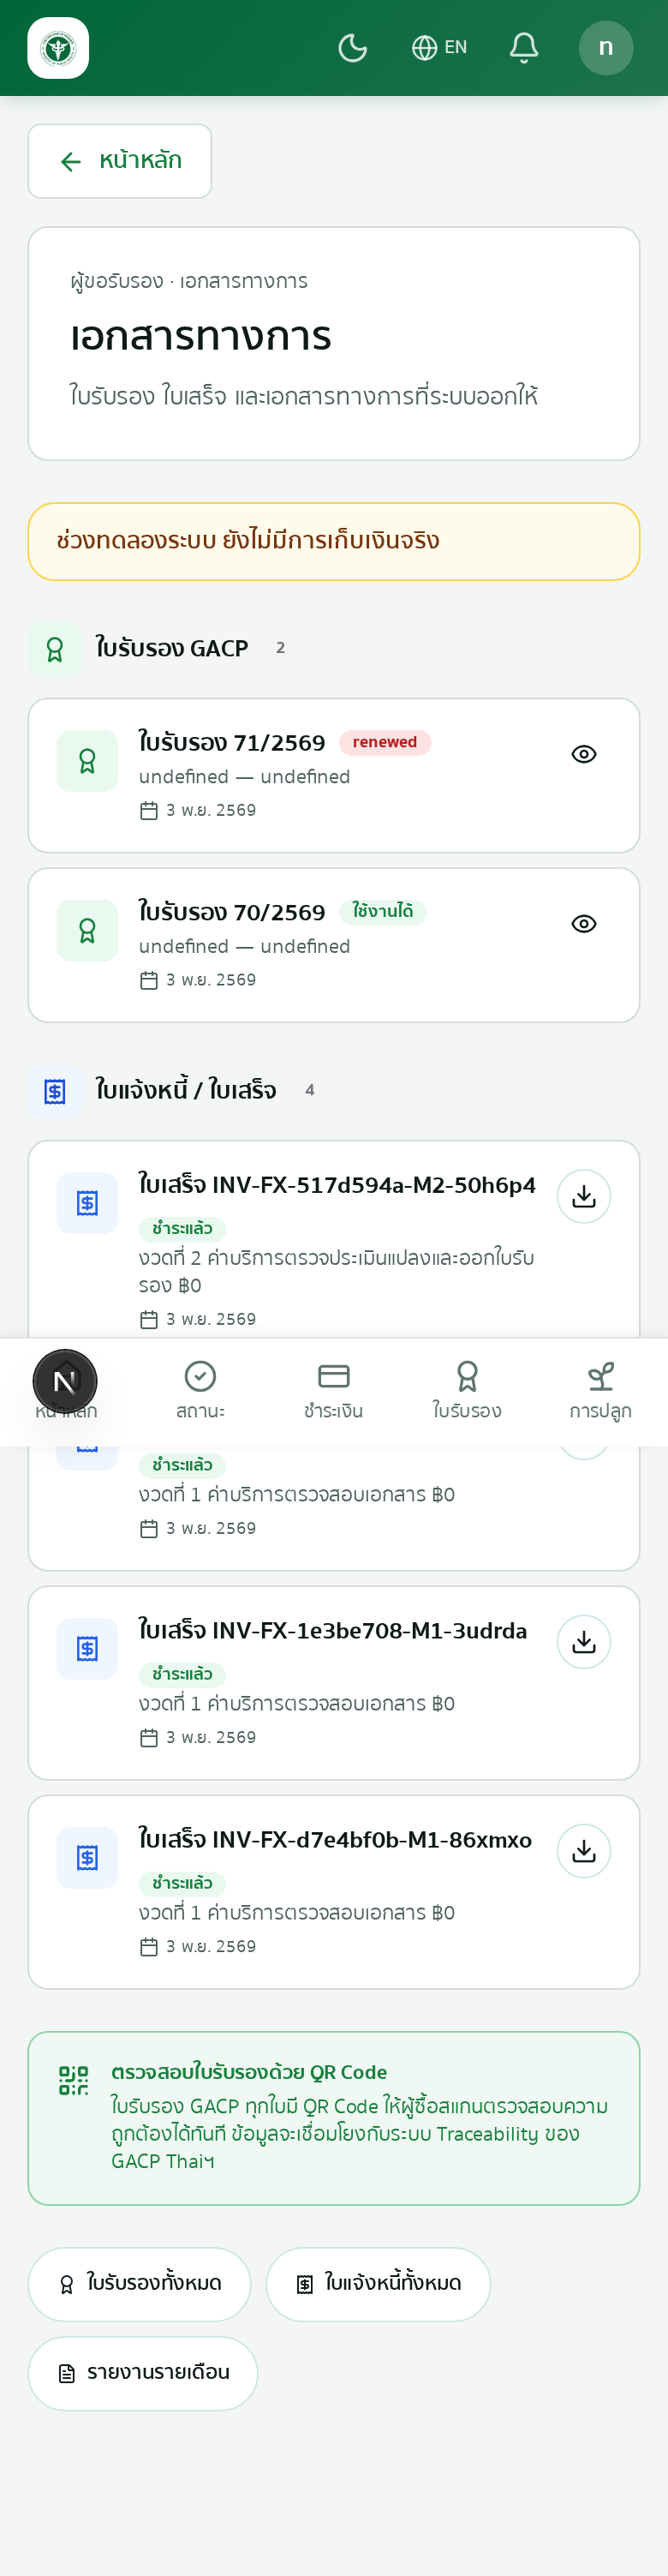 EN
ก
หน้าหลัก
ผู้ขอรับรอง · เอกสารทางการ
เอกสารทางการ
ใบรับรอง ใบเสร็จ และเอกสารทางการที่ระบบออกให้
ช่วงทดลองระบบ ยังไม่มีการเก็บเงินจริง
ใบรับรอง GACP 2
ใบรับรอง 71/2569 renewed
undefined — undefined
3 พ.ย. 2569
ใบรับรอง 70/2569 ใช้งานได้
undefined — undefined
3 พ.ย. 2569
ใบแจ้งหนี้ / ใบเสร็จ 4
ใบเสร็จ INV-FX-517d594a-M2-50h6p4
ชำระแล้ว
งวดที่ 2 ค่าบริการตรวจประเมินแปลงและออกใบรับ
รอง ฿0
3 พ.ย. 2569
N
หน้าหลัก สถานะ ชำระเงิน ใบรับรอง การปลูก
ชำระแล้ว
งวดที่ 1 ค่าบริการตรวจสอบเอกสาร ฿0
3 พ.ย. 2569
ใบเสร็จ INV-FX-1e3be708-M1-3udrda
ชำระแล้ว
งวดที่ 1 ค่าบริการตรวจสอบเอกสาร ฿0
3 พ.ย. 2569
ใบเสร็จ INV-FX-d7e4bf0b-M1-86xmxo
ชำระแล้ว
งวดที่ 1 ค่าบริการตรวจสอบเอกสาร ฿0
3 พ.ย. 2569
ตรวจสอบใบรับรองด้วย QR Code
ใบรับรอง GACP ทุกใบมี QR Code ให้ผู้ซื้อสแกนตรวจสอบความ
ถูกต้องได้ทันที ข้อมูลจะเชื่อมโยงกับระบบ Traceability ของ
GACP Thaiฯ
ใบรับรองทั้งหมด
ใบแจ้งหนี้ทั้งหมด
รายงานรายเดือน